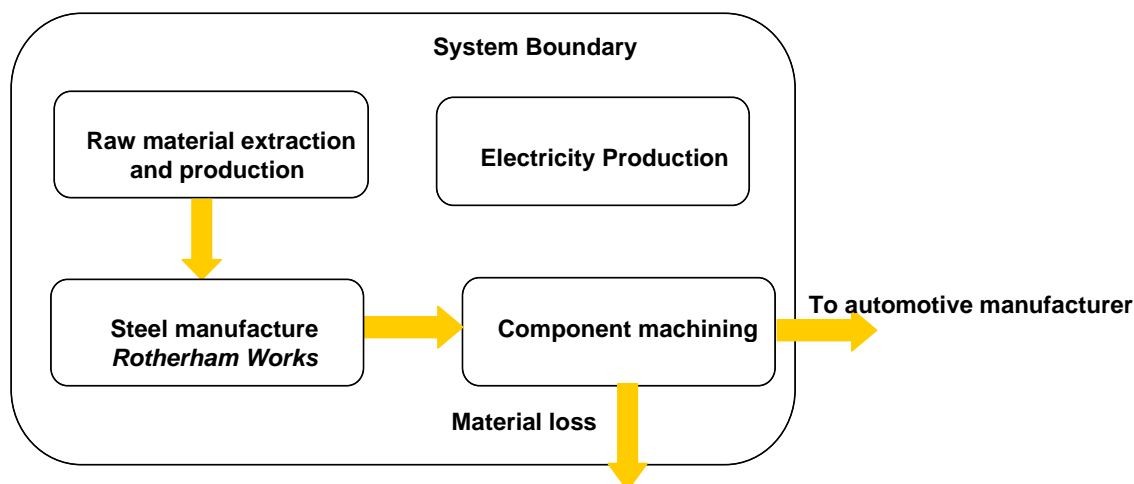 System Boundary
Raw material extraction
and production
Electricity Production
Steel manufacture
Rotherham Works
Component machining
To automotive manufacturer
Material loss